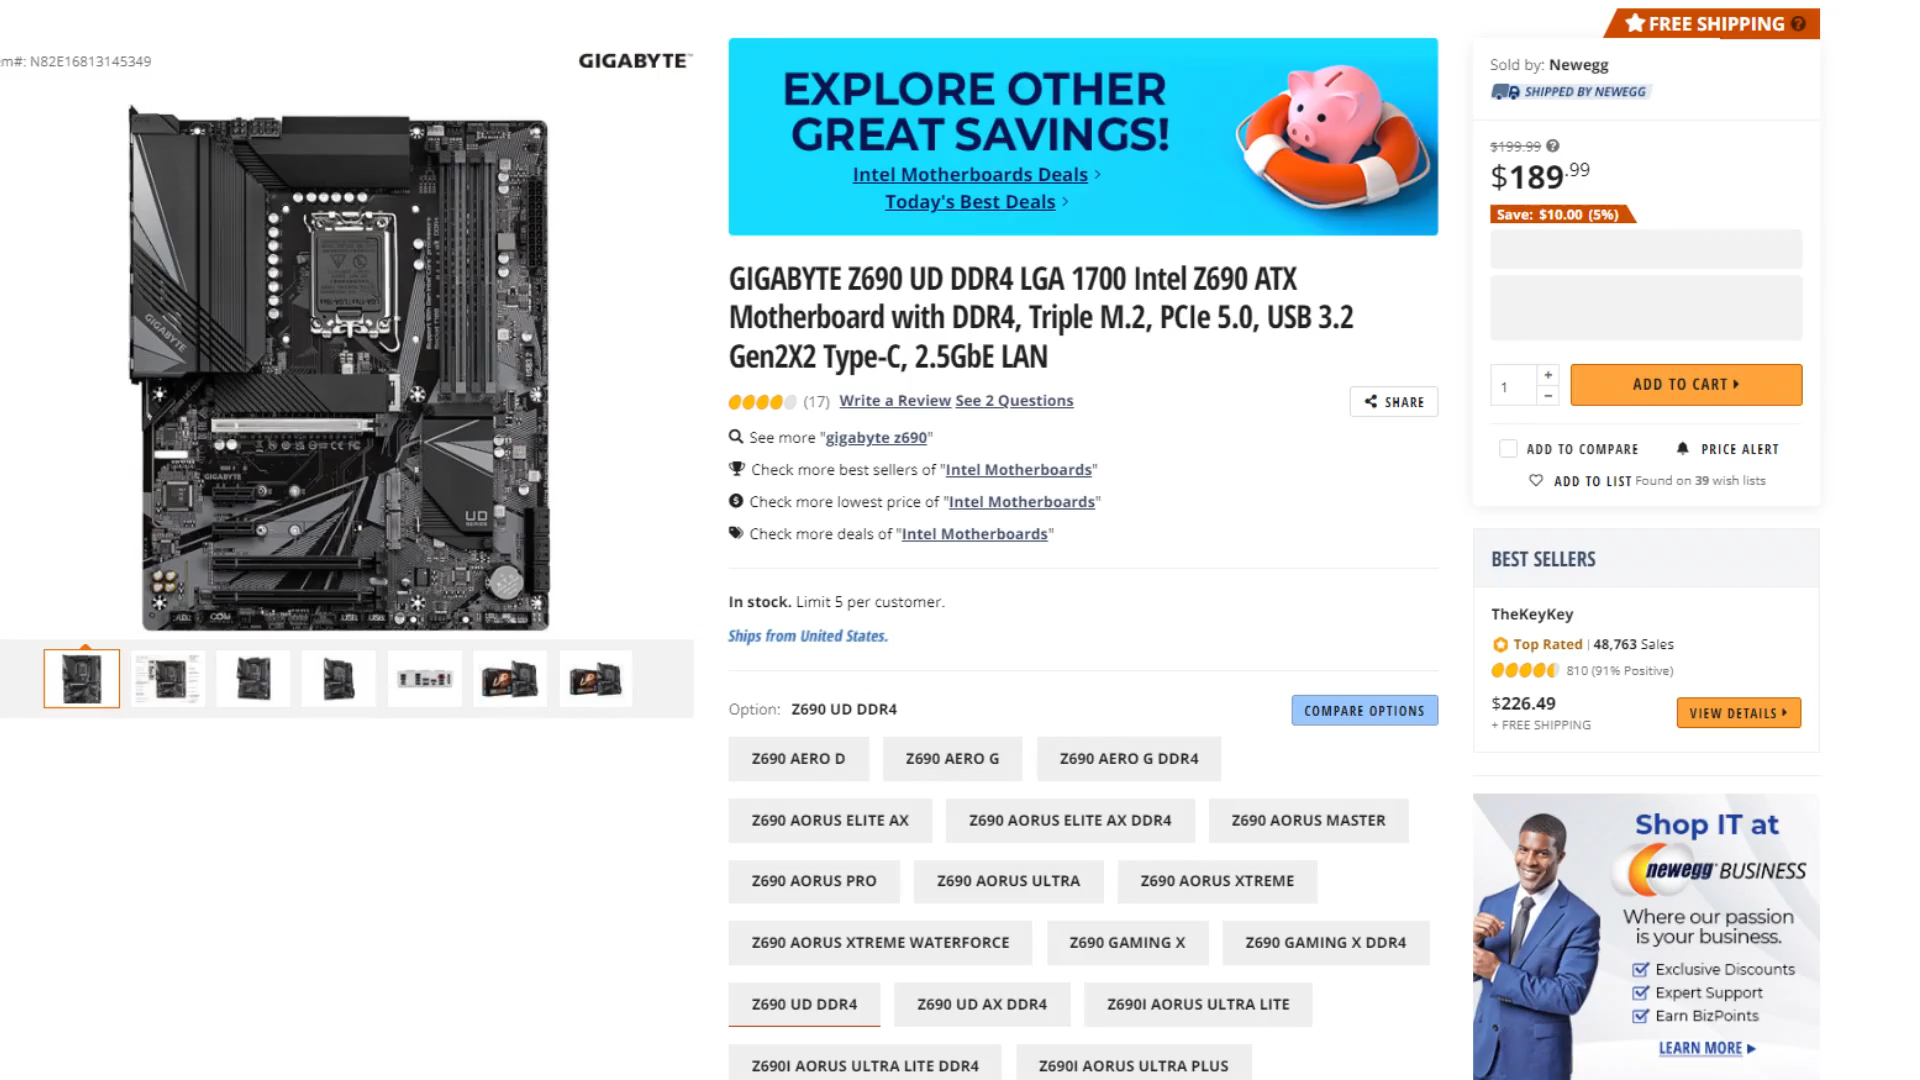 FREE SHIPPING
em#: N82E16813145349
GIGABYTE™
EXPLORE OTHER
GREAT SAVINGS!
Intel Motherboards Deals
Today's Best Deals
Sold by: Newegg
SHIPPED BY NEWEGG
$199.99
$189.99
Save: $10.00 (5%)
1
+
−
ADD TO CART
ADD TO COMPARE
PRICE ALERT
ADD TO LIST Found on 39 wish lists
GIGABYTE
GIGABYTE
UD
SERIES
GIGABYTE Z690 UD DDR4 LGA 1700 Intel Z690 ATX
Motherboard with DDR4, Triple M.2, PCIe 5.0, USB 3.2
Gen2X2 Type-C, 2.5GbE LAN
(17) Write a Review See 2 Questions
SHARE
See more "gigabyte z690"
Check more best sellers of "Intel Motherboards"
Check more lowest price of "Intel Motherboards"
Check more deals of "Intel Motherboards"
In stock. Limit 5 per customer.
Ships from United States.
Option: Z690 UD DDR4
COMPARE OPTIONS
Z690 AERO D
Z690 AERO G
Z690 AERO G DDR4
Z690 AORUS ELITE AX
Z690 AORUS ELITE AX DDR4
Z690 AORUS MASTER
Z690 AORUS PRO
Z690 AORUS ULTRA
Z690 AORUS XTREME
Z690 AORUS XTREME WATERFORCE
Z690 GAMING X
Z690 GAMING X DDR4
Z690 UD DDR4
Z690 UD AX DDR4
Z690I AORUS ULTRA LITE
Z690I AORUS ULTRA LITE DDR4
Z690I AORUS ULTRA PLUS
BEST SELLERS
TheKeyKey
Top Rated | 48,763 Sales
810 (91% Positive)
$226.49
+ FREE SHIPPING
VIEW DETAILS
Shop IT at
newegg BUSINESS
Where our passion
is your business.
Exclusive Discounts
Expert Support
Earn BizPoints
LEARN MORE